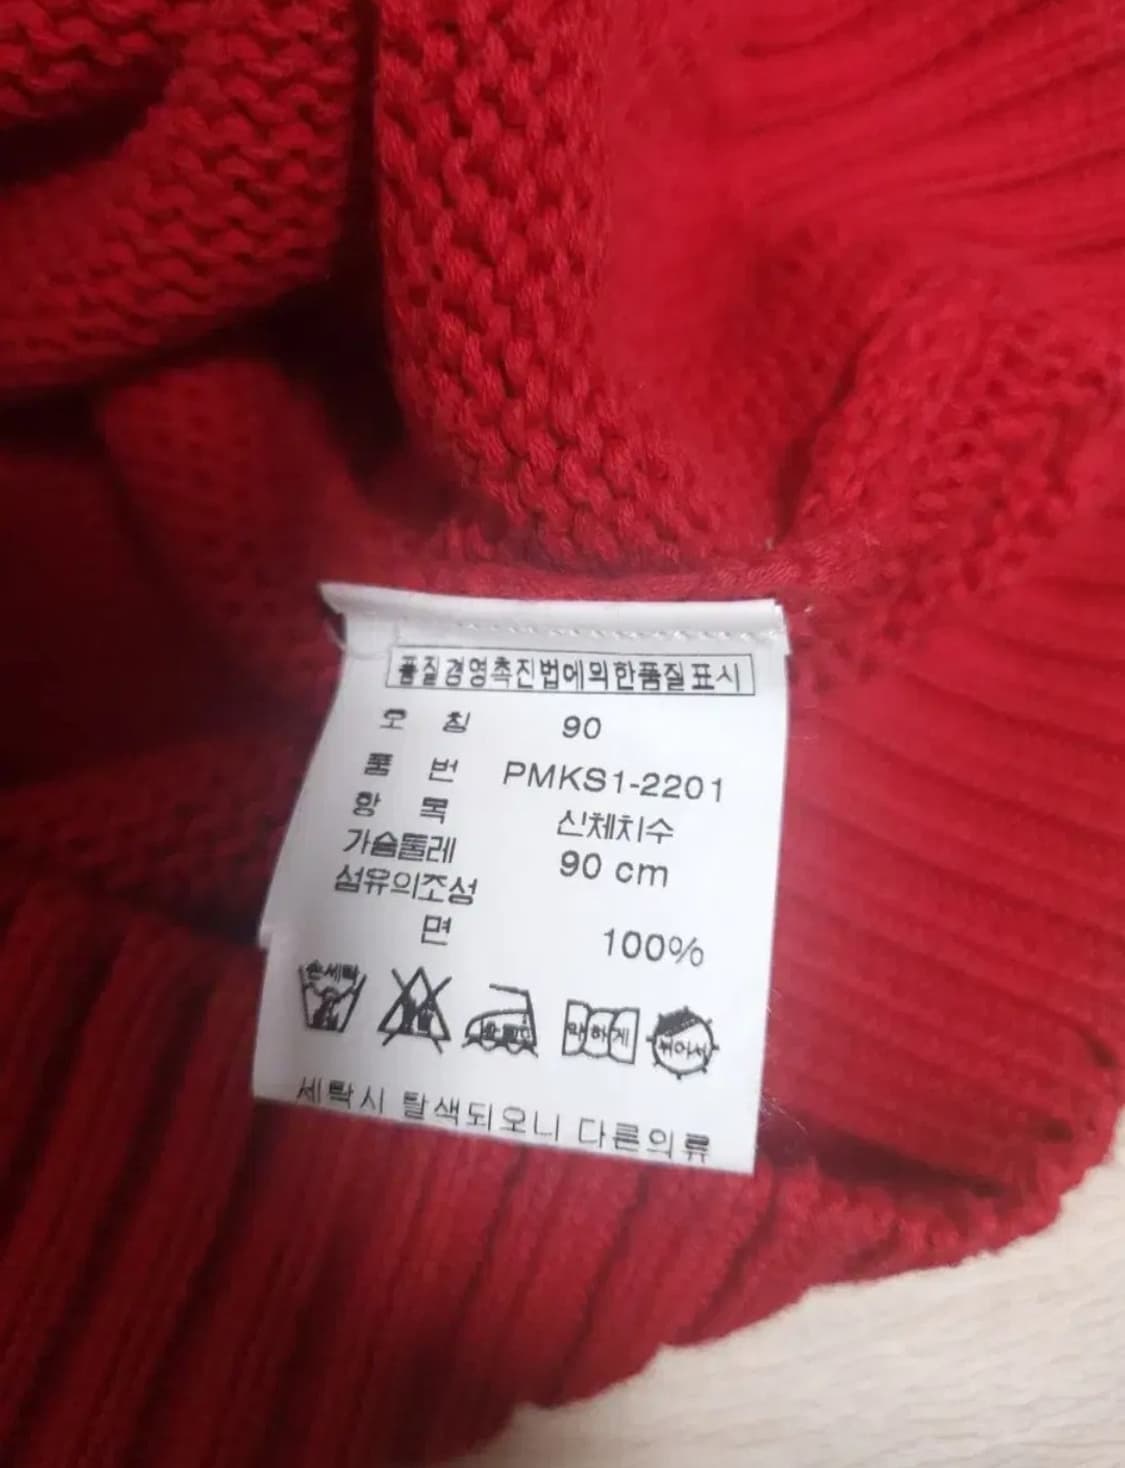 품질경영촉진법에의한품질표시
호 칭 90
품 번 PMKS1-2201
항 목 신체치수
가슴둘레 90 cm
섬유의조성
면 100%
손세탁 약하게 뉘어서
세탁시 탈색되오니 다른의류